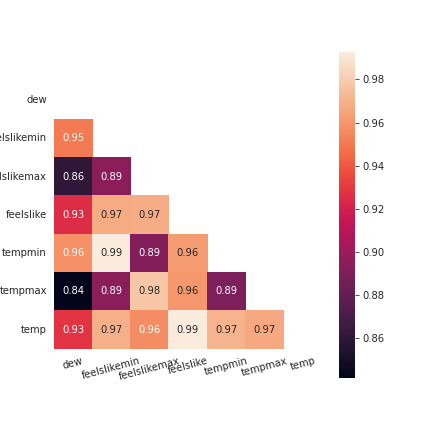 dew
elslikemin
0.95
lslikemax
0.86 0.89
feelslike
0.93 0.97 0.97
tempmin
0.96 0.99 0.89 0.96
tempmax
0.84 0.89 0.98 0.96 0.89
temp
0.93 0.97 0.96 0.99 0.97 0.97
dew feelslikemin feelslikemax feelslike tempmin tempmax temp
0.98
0.96
0.94
0.92
0.90
0.88
0.86